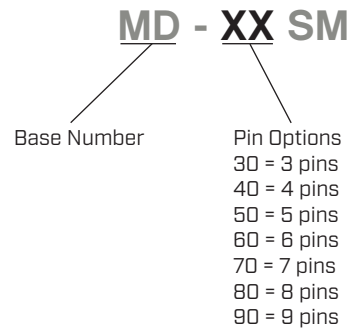 MD - XX SM
Base Number
Pin Options
30 = 3 pins
40 = 4 pins
50 = 5 pins
60 = 6 pins
70 = 7 pins
80 = 8 pins
90 = 9 pins